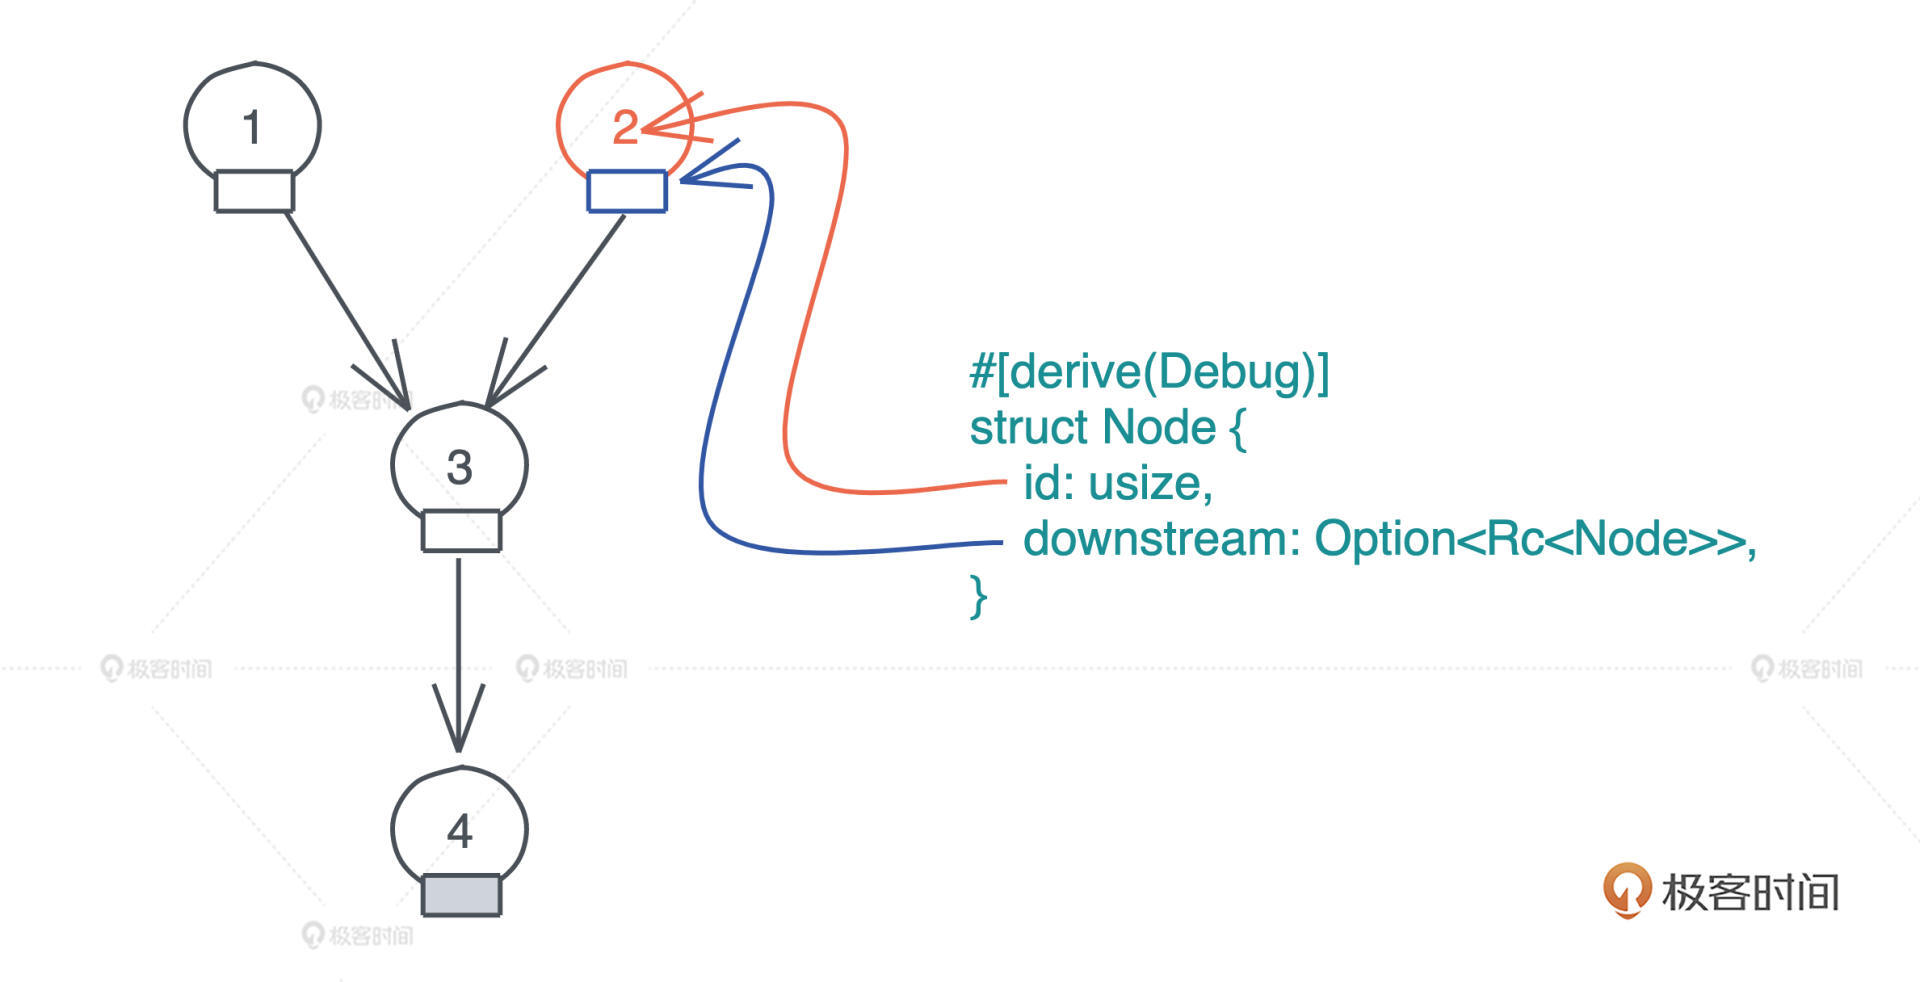 1
2
3
4
#[derive(Debug)]
struct Node {
id: usize,
downstream: Option<Rc<Node>>,
}
极客时间
极客时间
极客时间
极客时间
极客时间
极客时间